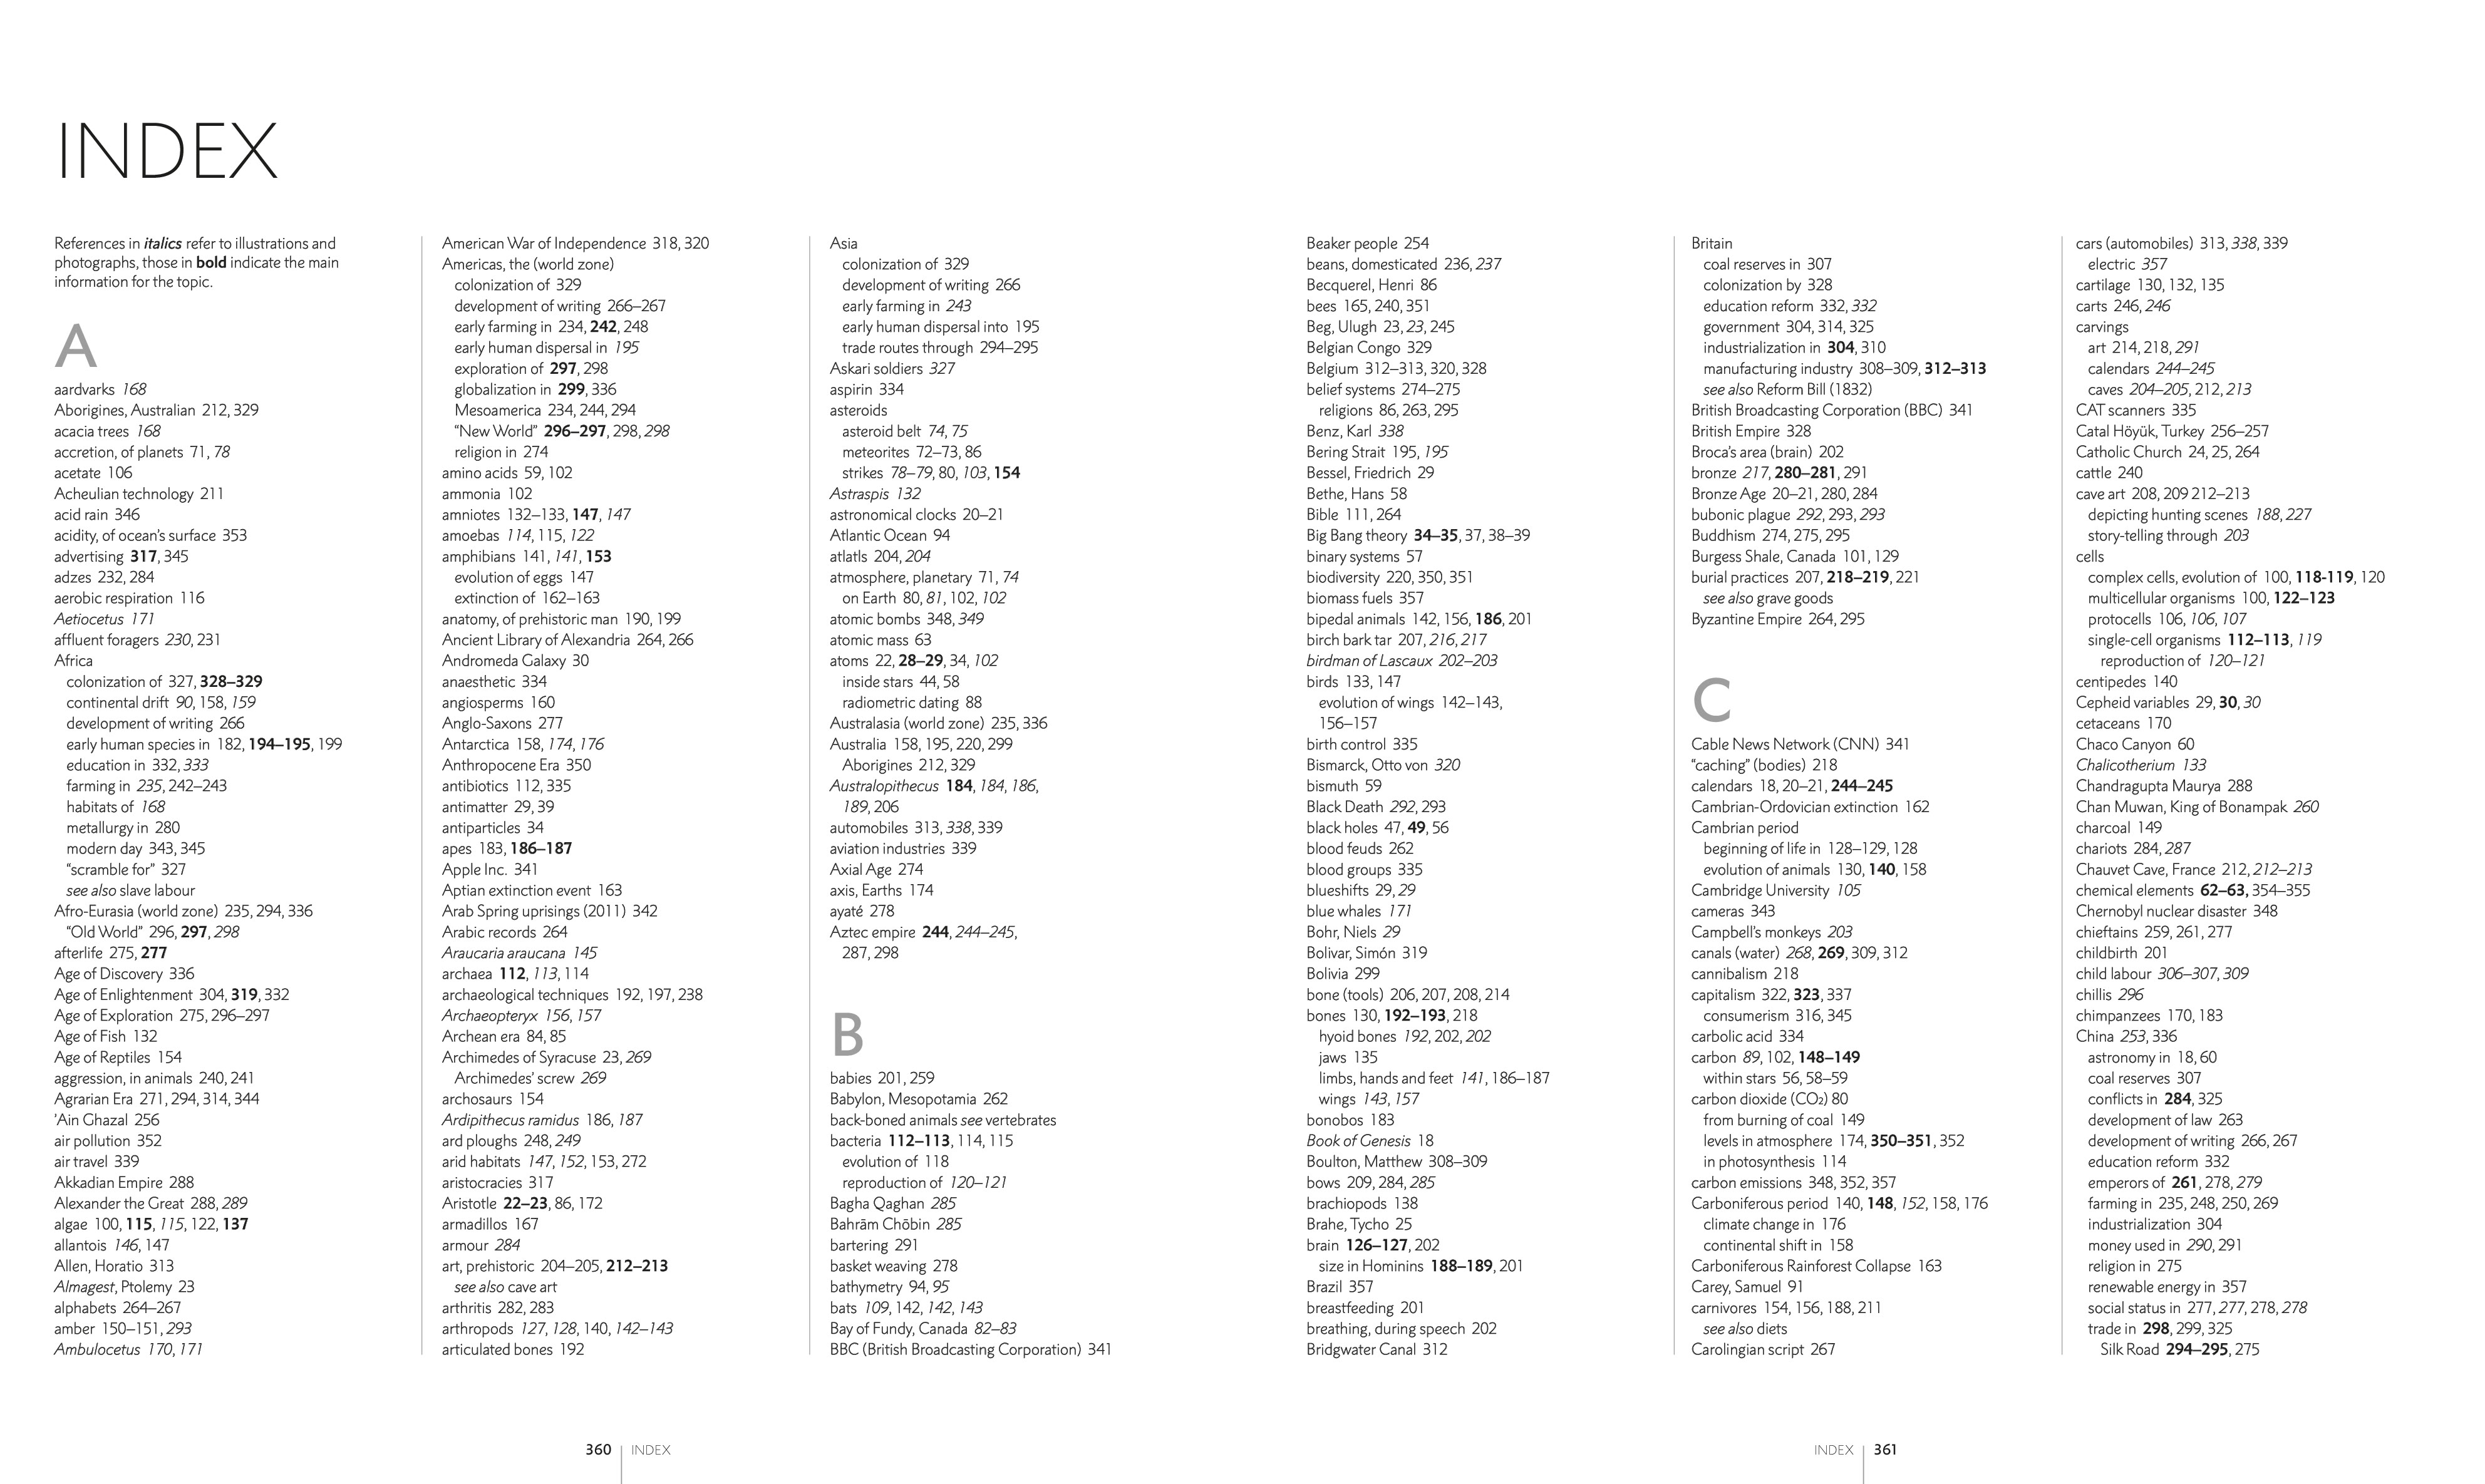 INDEX
References in italics refer to illustrations and
photographs, those in bold indicate the main
information for the topic.
A
aardvarks 168
Aborigines, Australian 212, 329
acacia trees 168
accretion, of planets 71, 78
acetate 106
Acheulian technology 211
acid rain 346
acidity, of ocean’s surface 353
advertising 317, 345
adzes 232, 284
aerobic respiration 116
Aetiocetus 171
affluent foragers 230, 231
Africa
colonization of 327, 328–329
continental drift 90, 158, 159
development of writing 266
early human species in 182, 194–195, 199
education in 332, 333
farming in 235, 242–243
habitats of 168
metallurgy in 280
modern day 343, 345
“scramble for” 327
see also slave labour
Afro-Eurasia (world zone) 235, 294, 336
“Old World” 296, 297, 298
afterlife 275, 277
Age of Discovery 336
Age of Enlightenment 304, 319, 332
Age of Exploration 275, 296–297
Age of Fish 132
Age of Reptiles 154
aggression, in animals 240, 241
Agrarian Era 271, 294, 314, 344
’Ain Ghazal 256
air pollution 352
air travel 339
Akkadian Empire 288
Alexander the Great 288, 289
algae 100, 115, 115, 122, 137
allantois 146, 147
Allen, Horatio 313
Almagest, Ptolemy 23
alphabets 264–267
amber 150–151, 293
Ambulocetus 170, 171
American War of Independence 318, 320
Americas, the (world zone)
colonization of 329
development of writing 266–267
early farming in 234, 242, 248
early human dispersal in 195
exploration of 297, 298
globalization in 299, 336
Mesoamerica 234, 244, 294
“New World” 296–297, 298, 298
religion in 274
amino acids 59, 102
ammonia 102
amniotes 132–133, 147, 147
amoebas 114, 115, 122
amphibians 141, 141, 153
evolution of eggs 147
extinction of 162–163
anatomy, of prehistoric man 190, 199
Ancient Library of Alexandria 264, 266
Andromeda Galaxy 30
anaesthetic 334
angiosperms 160
Anglo-Saxons 277
Antarctica 158, 174, 176
Anthropocene Era 350
antibiotics 112, 335
antimatter 29, 39
antiparticles 34
apes 183, 186–187
Apple Inc. 341
Aptian extinction event 163
Arab Spring uprisings (2011) 342
Arabic records 264
Araucaria araucana 145
archaea 112, 113, 114
archaeological techniques 192, 197, 238
Archaeopteryx 156, 157
Archean era 84, 85
Archimedes of Syracuse 23, 269
Archimedes’ screw 269
archosaurs 154
Ardipithecus ramidus 186, 187
ard ploughs 248, 249
arid habitats 147, 152, 153, 272
aristocracies 317
Aristotle 22–23, 86, 172
armadillos 167
armour 284
art, prehistoric 204–205, 212–213
see also cave art
arthritis 282, 283
arthropods 127, 128, 140, 142–143
articulated bones 192
Asia
colonization of 329
development of writing 266
early farming in 243
early human dispersal into 195
trade routes through 294–295
Askari soldiers 327
aspirin 334
asteroids
asteroid belt 74, 75
meteorites 72–73, 86
strikes 78–79, 80, 103, 154
Astraspis 132
astronomical clocks 20–21
Atlantic Ocean 94
atlatls 204, 204
atmosphere, planetary 71, 74
on Earth 80, 81, 102, 102
atomic bombs 348, 349
atomic mass 63
atoms 22, 28–29, 34, 102
inside stars 44, 58
radiometric dating 88
Australasia (world zone) 235, 336
Australia 158, 195, 220, 299
Aborigines 212, 329
Australopithecus 184, 184, 186,
189, 206
automobiles 313, 338, 339
aviation industries 339
Axial Age 274
axis, Earths 174
ayaté 278
Aztec empire 244, 244–245,
287, 298
B
babies 201, 259
Babylon, Mesopotamia 262
back-boned animals see vertebrates
bacteria 112–113, 114, 115
evolution of 118
reproduction of 120–121
Bagha Qaghan 285
Bahrām Chōbin 285
bartering 291
basket weaving 278
bathymetry 94, 95
bats 109, 142, 142, 143
Bay of Fundy, Canada 82–83
BBC (British Broadcasting Corporation) 341
360 INDEX
Beaker people 254
beans, domesticated 236, 237
Becquerel, Henri 86
bees 165, 240, 351
Beg, Ulugh 23, 23, 245
Belgian Congo 329
Belgium 312–313, 320, 328
belief systems 274–275
religions 86, 263, 295
Benz, Karl 338
Bering Strait 195, 195
Bessel, Friedrich 29
Bethe, Hans 58
Bible 111, 264
Big Bang theory 34–35, 37, 38–39
binary systems 57
biodiversity 220, 350, 351
biomass fuels 357
bipedal animals 142, 156, 186, 201
birch bark tar 207, 216, 217
birdman of Lascaux 202–203
birds 133, 147
evolution of wings 142–143,
156–157
birth control 335
Bismarck, Otto von 320
bismuth 59
Black Death 292, 293
black holes 47, 49, 56
blood feuds 262
blood groups 335
blueshifts 29, 29
blue whales 171
Bohr, Niels 29
Bolivar, Simón 319
Bolivia 299
bone (tools) 206, 207, 208, 214
bones 130, 192–193, 218
hyoid bones 192, 202, 202
jaws 135
limbs, hands and feet 141, 186–187
wings 143, 157
bonobos 183
Book of Genesis 18
Boulton, Matthew 308–309
bows 209, 284, 285
brachiopods 138
Brahe, Tycho 25
brain 126–127, 202
size in Hominins 188–189, 201
Brazil 357
breastfeeding 201
breathing, during speech 202
Bridgwater Canal 312
Britain
coal reserves in 307
colonization by 328
education reform 332, 332
government 304, 314, 325
industrialization in 304, 310
manufacturing industry 308–309, 312–313
see also Reform Bill (1832)
British Broadcasting Corporation (BBC) 341
British Empire 328
Broca’s area (brain) 202
bronze 217, 280–281, 291
Bronze Age 20–21, 280, 284
bubonic plague 292, 293, 293
Buddhism 274, 275, 295
Burgess Shale, Canada 101, 129
burial practices 207, 218–219, 221
see also grave goods
Byzantine Empire 264, 295
C
Cable News Network (CNN) 341
“caching” (bodies) 218
calendars 18, 20–21, 244–245
Cambrian-Ordovician extinction 162
Cambrian period
beginning of life in 128–129, 128
evolution of animals 130, 140, 158
Cambridge University 105
cameras 343
Campbell’s monkeys 203
canals (water) 268, 269, 309, 312
cannibalism 218
capitalism 322, 323, 337
consumerism 316, 345
carbolic acid 334
carbon 89, 102, 148–149
within stars 56, 58–59
carbon dioxide (CO₂) 80
from burning of coal 149
levels in atmosphere 174, 350–351, 352
in photosynthesis 114
carbon emissions 348, 352, 357
Carboniferous period 140, 148, 152, 158, 176
climate change in 176
continental shift in 158
Carboniferous Rainforest Collapse 163
Carey, Samuel 91
carnivores 154, 156, 188, 211
see also diets
Carolingian script 267
cars (automobiles) 313, 338, 339
electric 357
cartilage 130, 132, 135
carts 246, 246
carvings
art 214, 218, 291
calendars 244–245
caves 204–205, 212, 213
CAT scanners 335
Catal Höyük, Turkey 256–257
Catholic Church 24, 25, 264
cattle 240
cave art 208, 209 212–213
depicting hunting scenes 188, 227
story-telling through 203
cells
complex cells, evolution of 100, 118-119, 120
multicellular organisms 100, 122–123
protocells 106, 106, 107
single-cell organisms 112–113, 119
reproduction of 120–121
centipedes 140
Cepheid variables 29, 30, 30
cetaceans 170
Chaco Canyon 60
Chalicotherium 133
Chandragupta Maurya 288
Chan Muwan, King of Bonampak 260
charcoal 149
chariots 284, 287
Chauvet Cave, France 212, 212–213
chemical elements 62–63, 354–355
Chernobyl nuclear disaster 348
chieftains 259, 261, 277
childbirth 201
child labour 306–307, 309
chillis 296
chimpanzees 170, 183
China 253, 336
astronomy in 18, 60
coal reserves 307
conflicts in 284, 325
development of law 263
development of writing 266, 267
education reform 332
emperors of 261, 278, 279
farming in 235, 248, 250, 269
industrialization 304
money used in 290, 291
religion in 275
renewable energy in 357
social status in 277, 277, 278, 278
trade in 298, 299, 325
Silk Road 294–295, 275
INDEX 361